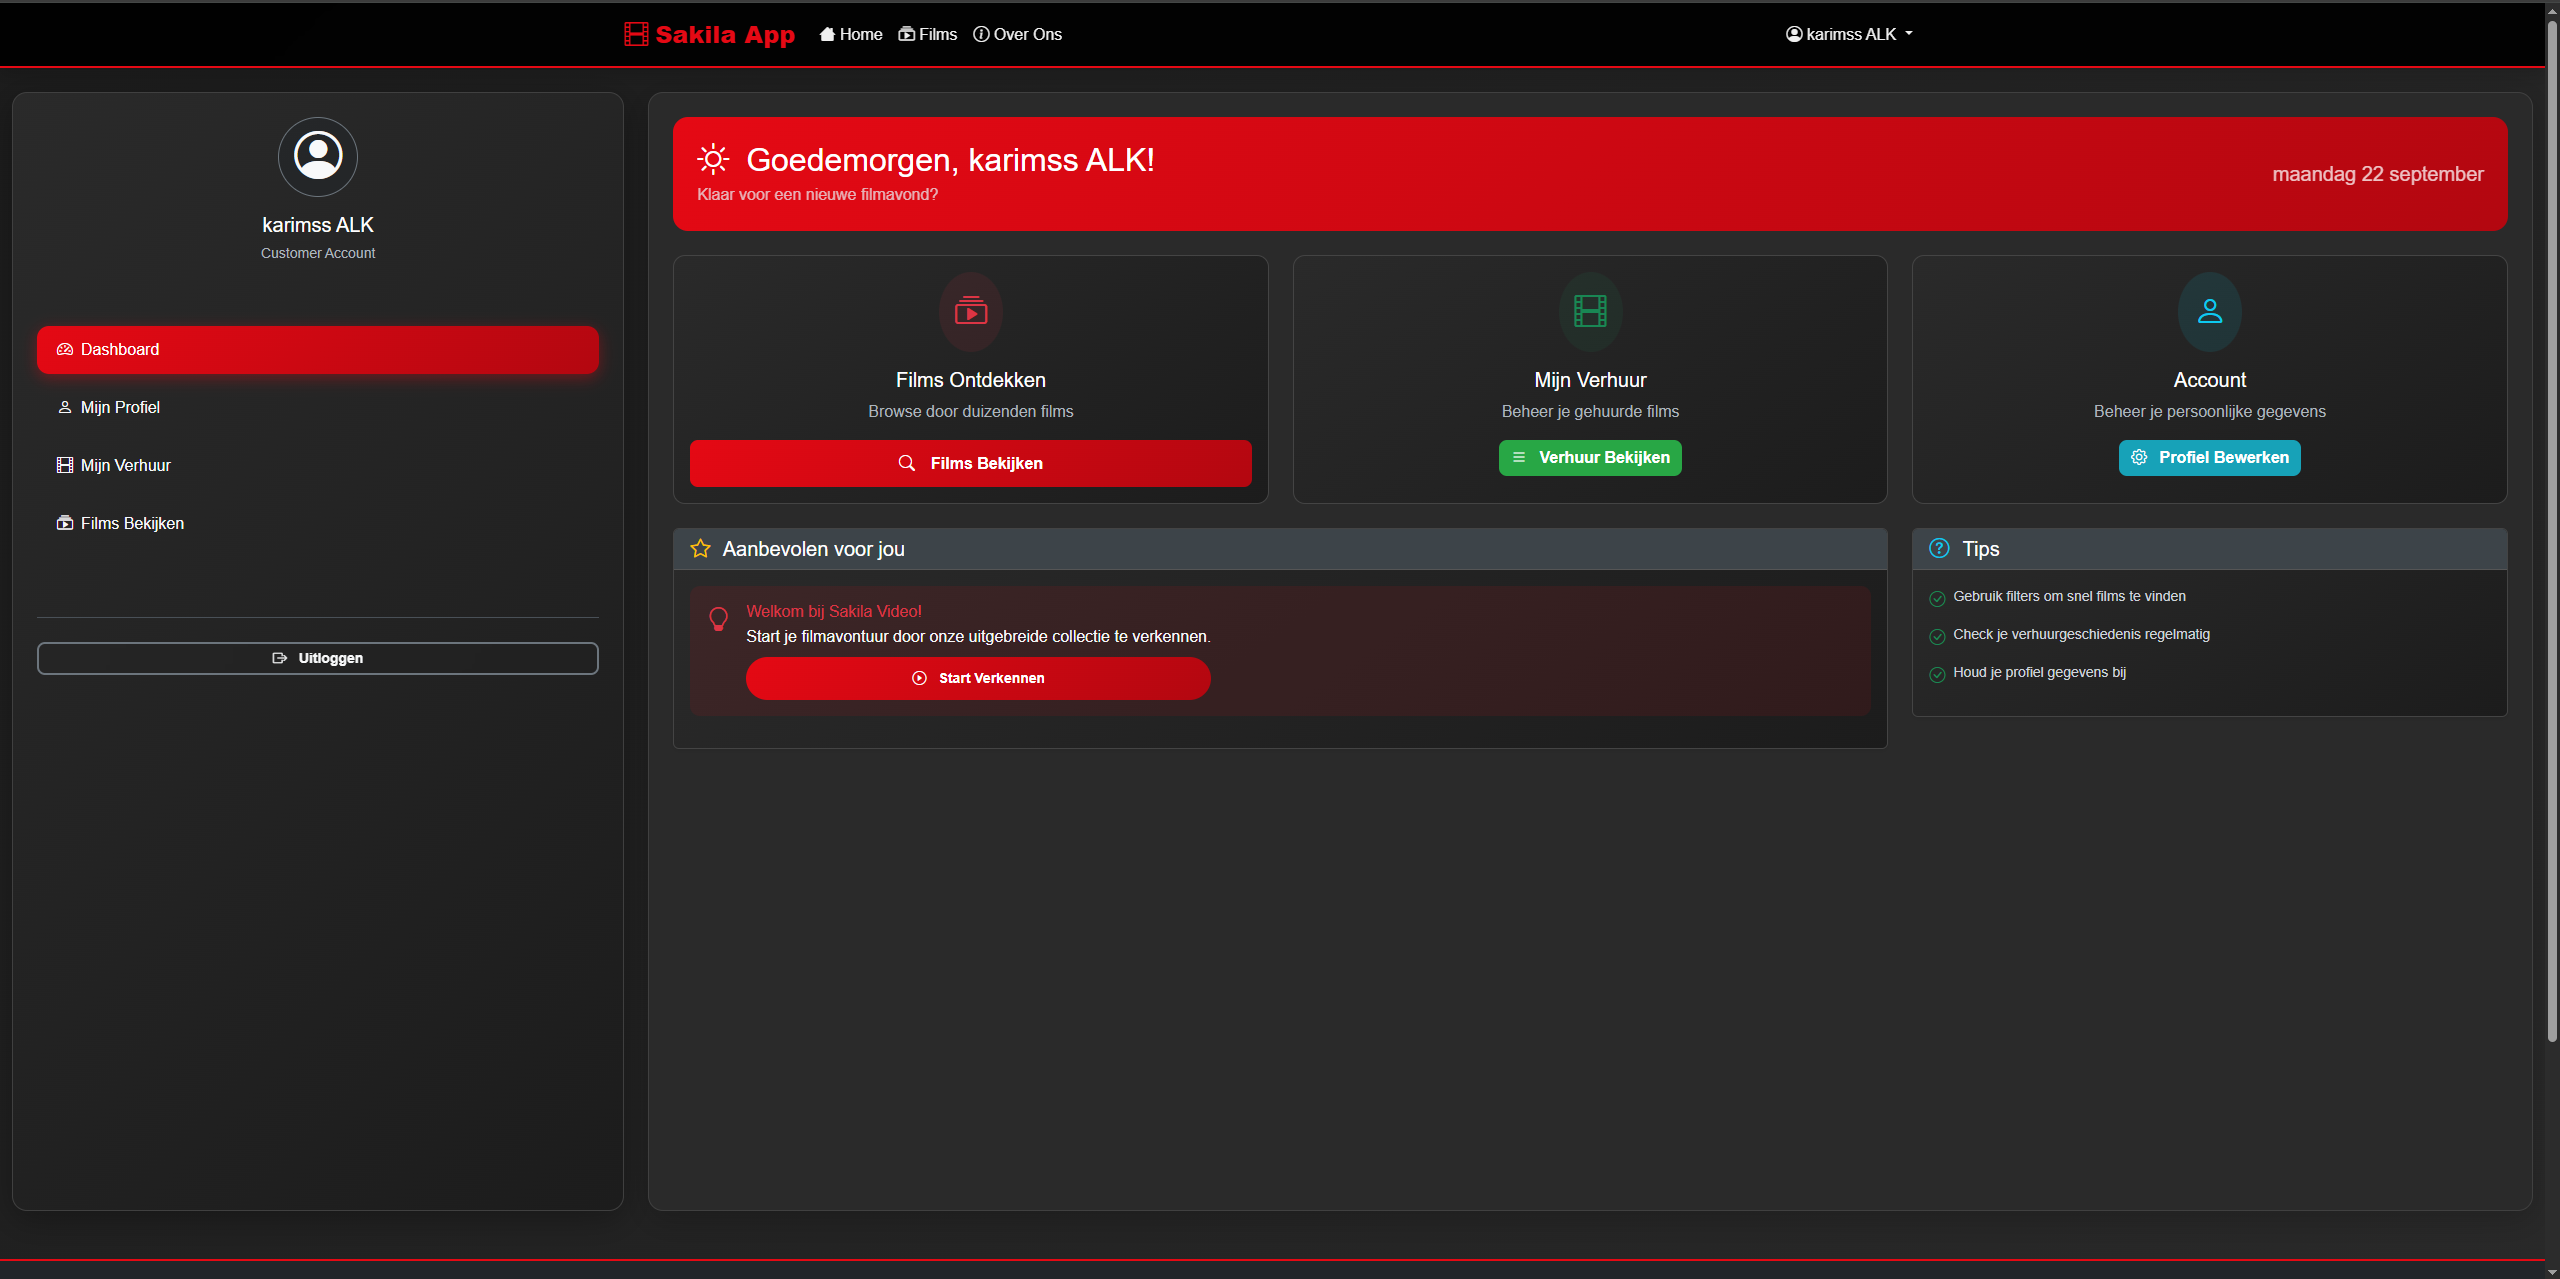 Sakila App
Home
Films
Over Ons
karimss ALK
karimss ALK
Customer Account
Dashboard
Mijn Profiel
Mijn Verhuur
Films Bekijken
Uitloggen
Goedemorgen, karimss ALK!
Klaar voor een nieuwe filmavond?
maandag 22 september
Films Ontdekken
Browse door duizenden films
Films Bekijken
Mijn Verhuur
Beheer je gehuurde films
Verhuur Bekijken
Account
Beheer je persoonlijke gegevens
Profiel Bewerken
Aanbevolen voor jou
Welkom bij Sakila Video!
Start je filmavontuur door onze uitgebreide collectie te verkennen.
Start Verkennen
Tips
Gebruik filters om snel films te vinden
Check je verhuurgeschiedenis regelmatig
Houd je profiel gegevens bij